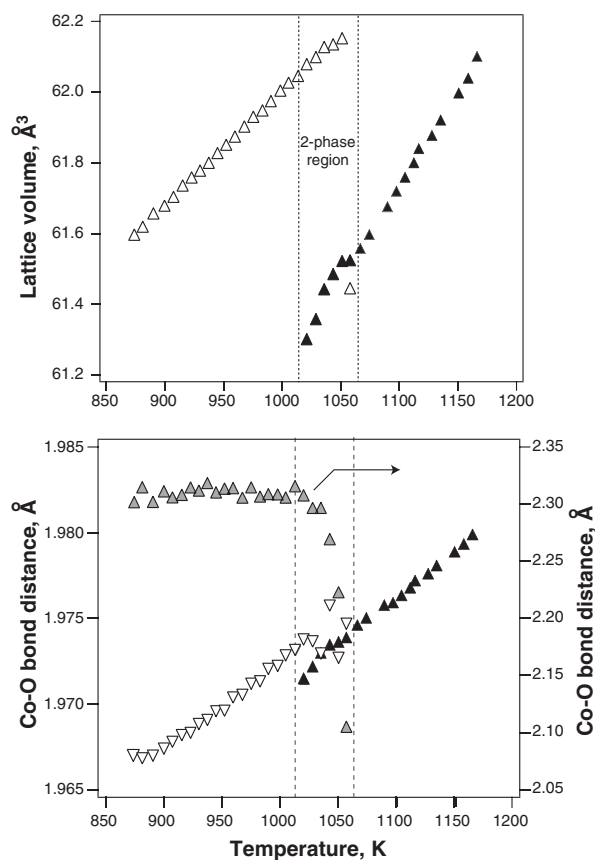 62.2
62.0
61.8
61.6
61.4
61.2
Lattice volume, Å³
2-phase
region
850 900 950 1000 1050 1100 1150 1200
1.985
1.980
1.975
1.970
1.965
Co-O bond distance, Å
2.35
2.30
2.25
2.20
2.15
2.10
2.05
Co-O bond distance, Å
850 900 950 1000 1050 1100 1150 1200
Temperature, K